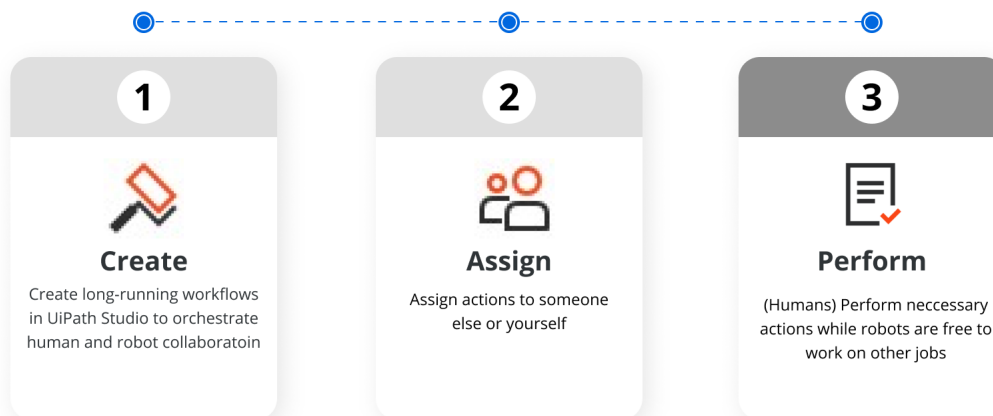 1
Create
Create long-running workflows
in UiPath Studio to orchestrate
human and robot collaboratoin
2
Assign
Assign actions to someone
else or yourself
3
Perform
(Humans) Perform neccessary
actions while robots are free to
work on other jobs